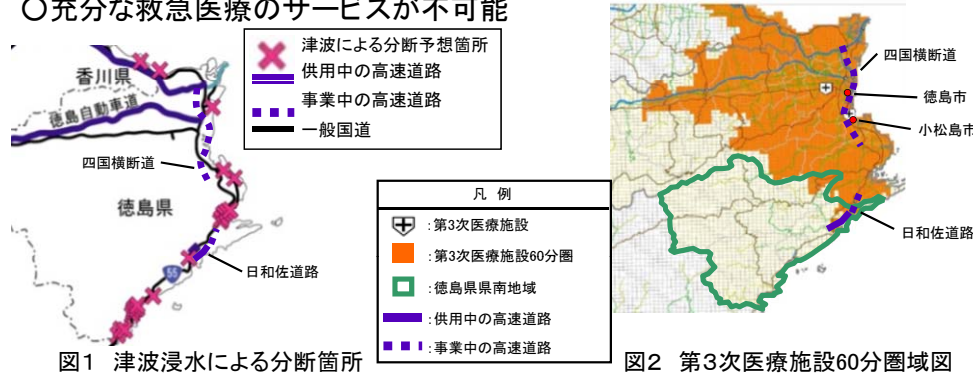 〇充分な救急医療のサービスが不可能
津波による分断予想箇所
供用中の高速道路
事業中の高速道路
一般国道
香川県
徳島自動車道
四国横断道
徳島県
55
日和佐道路
図1 津波浸水による分断箇所
凡 例
:第3次医療施設
:第3次医療施設60分圏
:徳島県県南地域
:供用中の高速道路
:事業中の高速道路
四国横断道
徳島市
小松島市
日和佐道路
図2 第3次医療施設60分圏域図